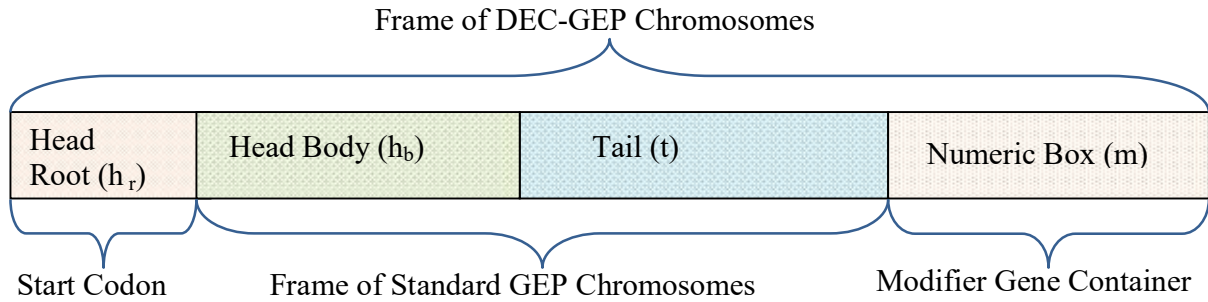 Frame of DEC-GEP Chromosomes
Head
Root (h r)
Head Body (hb)
Tail (t)
Numeric Box (m)
Start Codon
Frame of Standard GEP Chromosomes
Modifier Gene Container